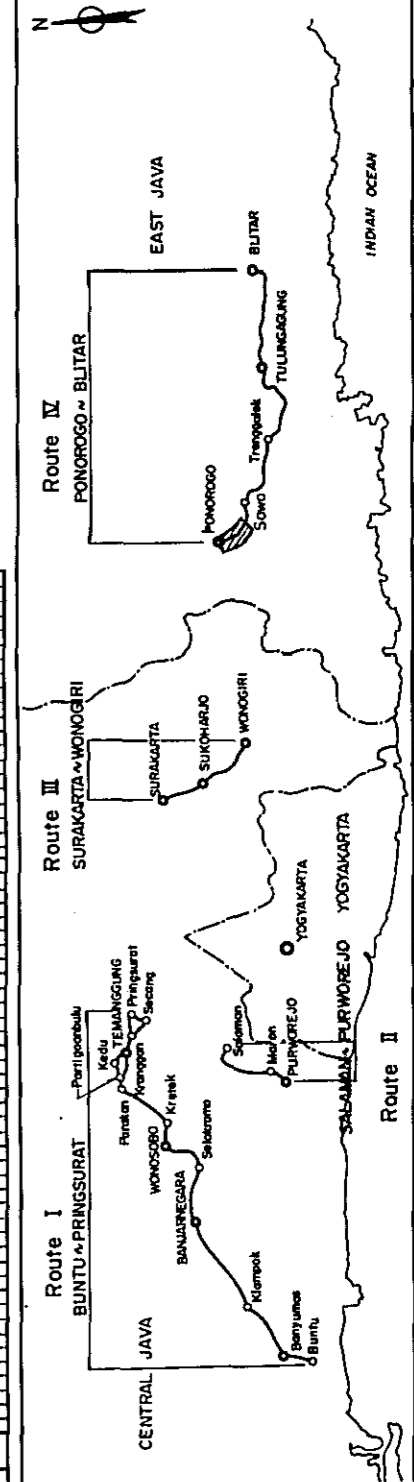 N
Route I
BUNTU ~ PRINGSURAT
CENTRAL JAVA
Buntu
Banyumas
Klampok
BANJARNEGARA
Selokromo
WONOSOBO
Kretek
Parakan
Kedu
TEMANGGUNG
Kranggan
Pringsurat
Secang
Route II
SALAMAN ~ PURWOREJO
Salaman
Maron
PURWOREJO
YOGYAKARTA
YOGYAKARTA
Route III
SURAKARTA ~ WONOGIRI
SURAKARTA
SUKOHARJO
WONOGIRI
Route IV
PONOROGO ~ BLITAR
EAST JAVA
PONOROGO
Sowo
Trenggalek
TULUNGAGUNG
BLITAR
INDIAN OCEAN